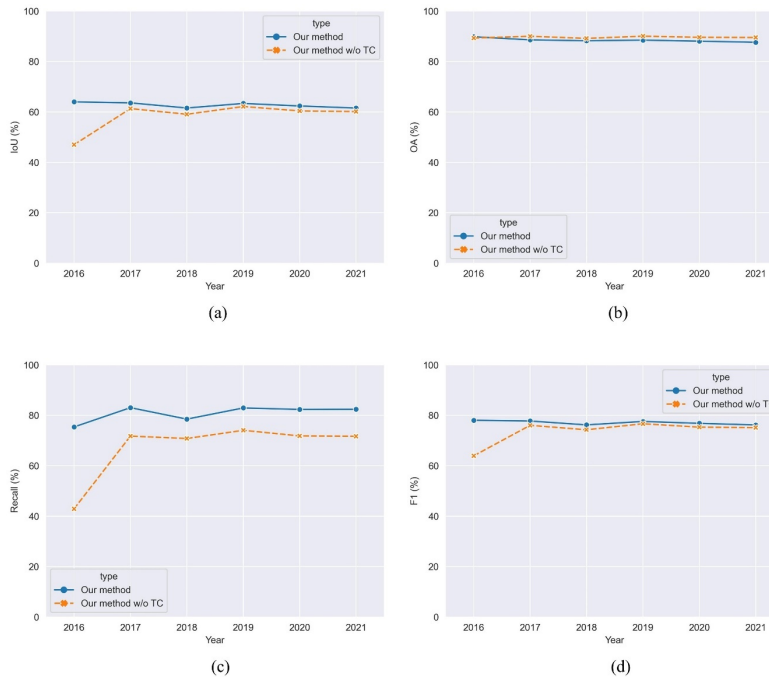 100
80
60
40
20
0
IoU (%)
type
Our method
Our method w/o TC
2016 2017 2018 2019 2020 2021
Year
(a)
100
80
60
40
20
0
OA (%)
type
Our method
Our method w/o TC
2016 2017 2018 2019 2020 2021
Year
(b)
100
80
60
40
20
0
Recall (%)
type
Our method
Our method w/o TC
2016 2017 2018 2019 2020 2021
Year
(c)
100
80
60
40
20
0
F1 (%)
type
Our method
Our method w/o T
2016 2017 2018 2019 2020 2021
Year
(d)